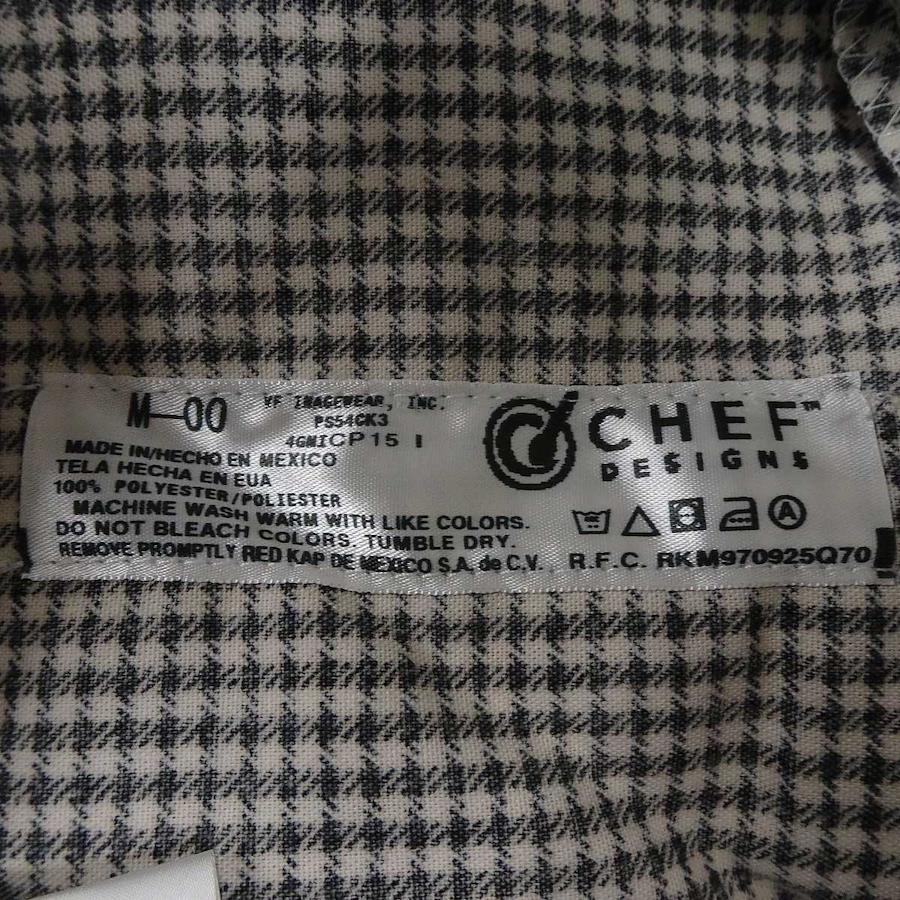 M-00 VF IMAGEWEAR, INC.
PS54CK3
4GMICP15 I
MADE IN/HECHO EN MEXICO
TELA HECHA EN EUA
100% POLYESTER/POLIESTER
MACHINE WASH WARM WITH LIKE COLORS.
DO NOT BLEACH COLORS. TUMBLE DRY.
REMOVE PROMPTLY RED KAP DE MEXICO S.A. de C.V.
CHEF™
DESIGNS
A
R.F.C. RKM970925Q70